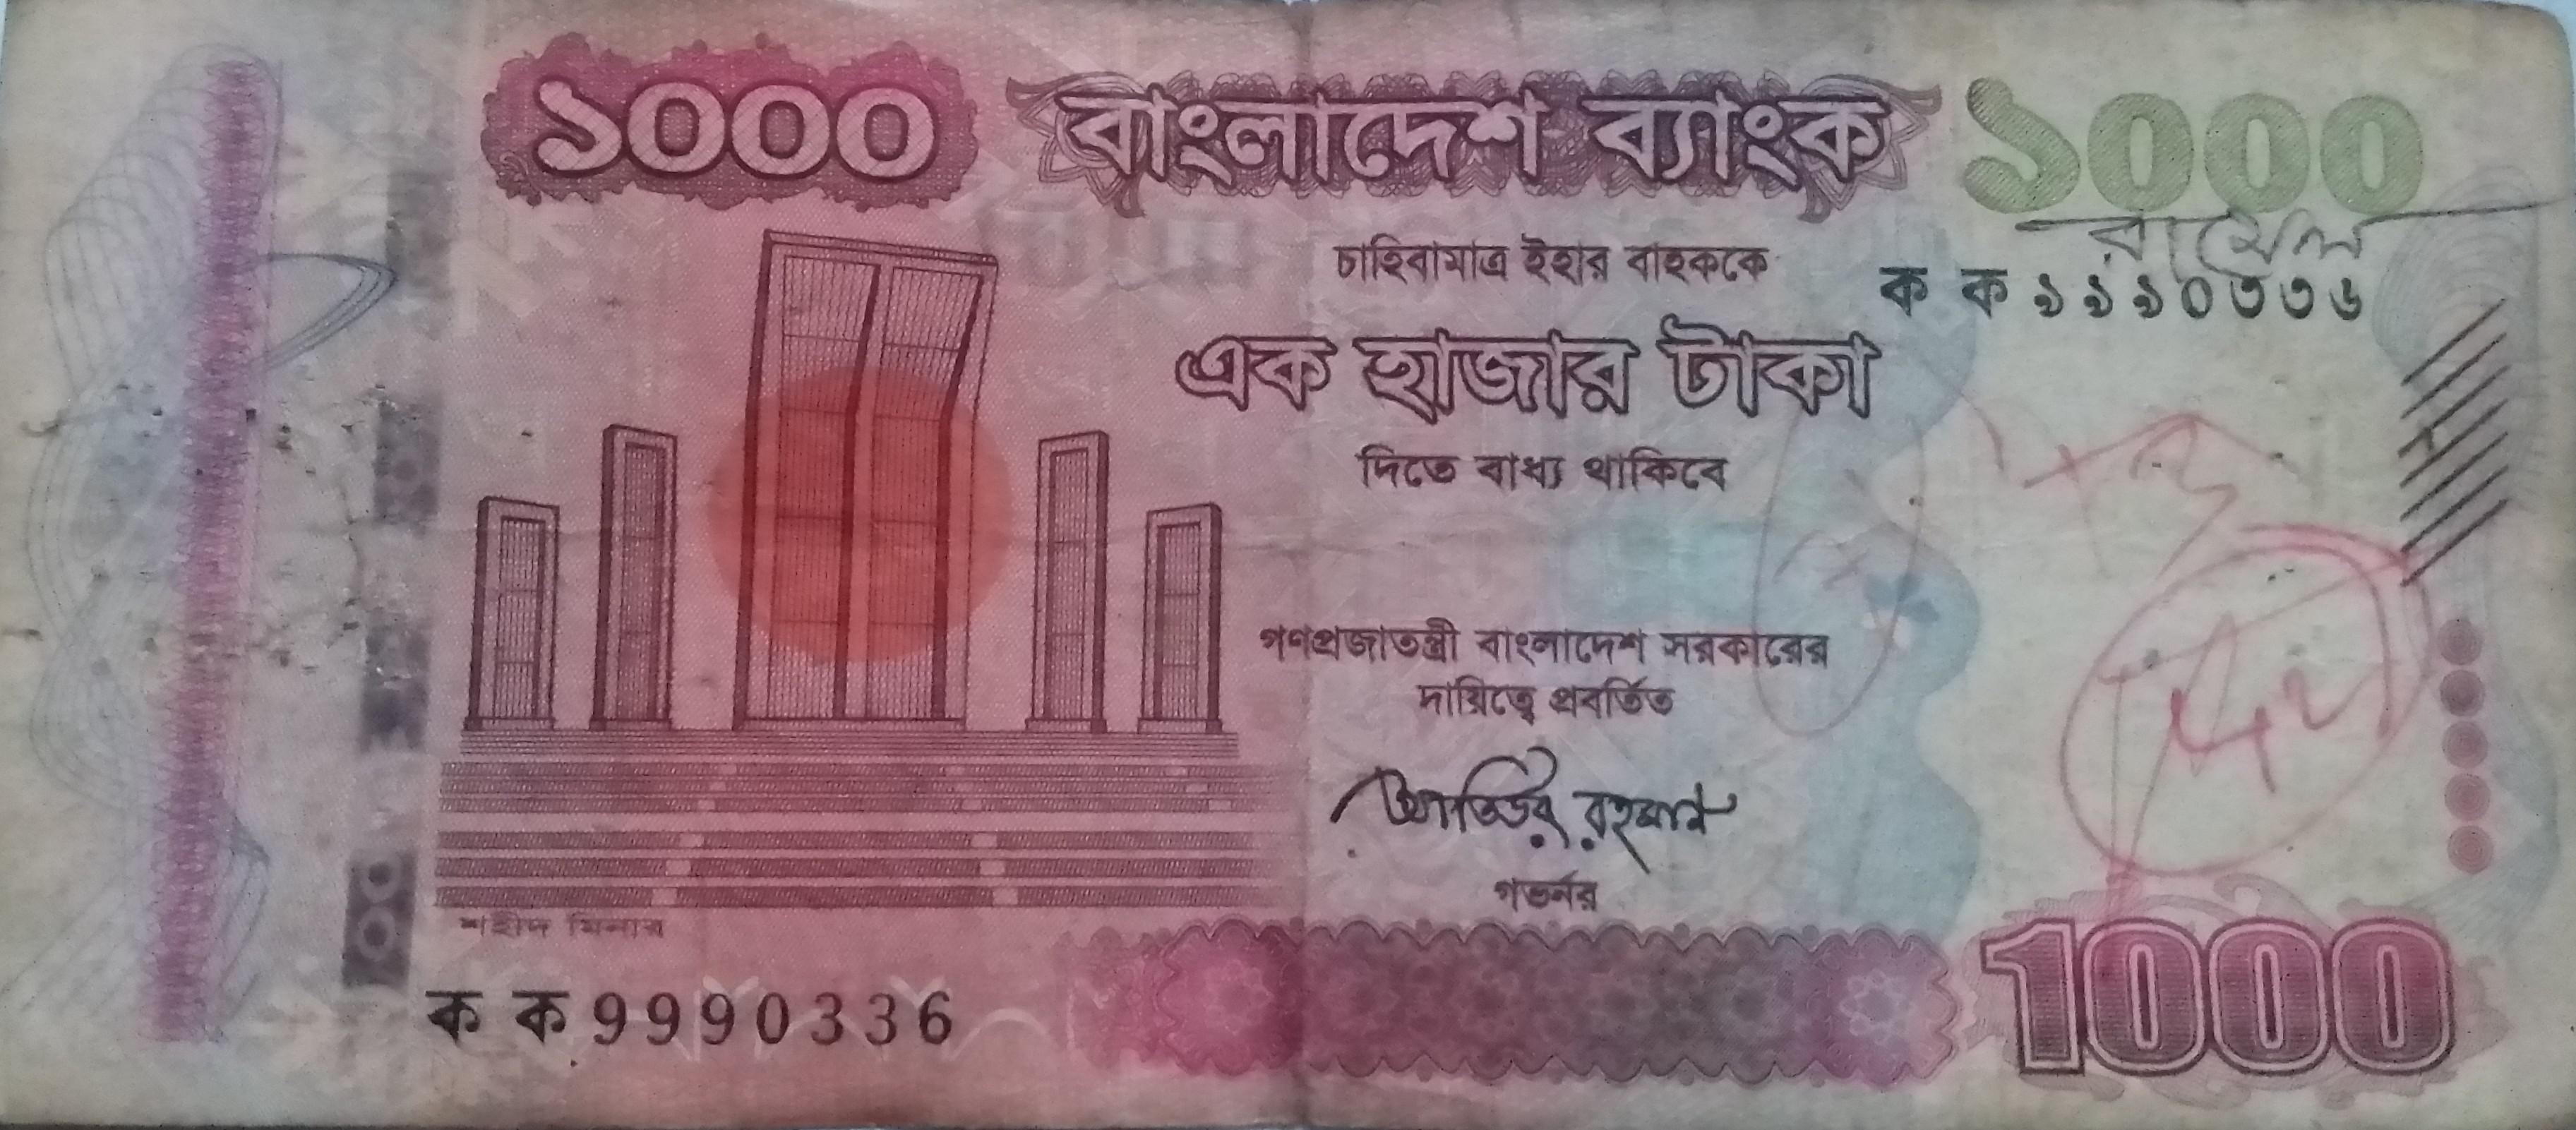 ১০০০ বাংলাদেশ ব্যাংক ১০০০
চাহিবামাত্র ইহার বাহককে
ক ক ৯৯৯০৩৩৬
এক হাজার টাকা
দিতে বাধ্য থাকিবে
গণপ্রজাতন্ত্রী বাংলাদেশ সরকারের
দায়িত্বে প্রবর্তিত
আতিউর রহমান
গভর্নর
শহীদ মিনার
ক ক 9990336
1000